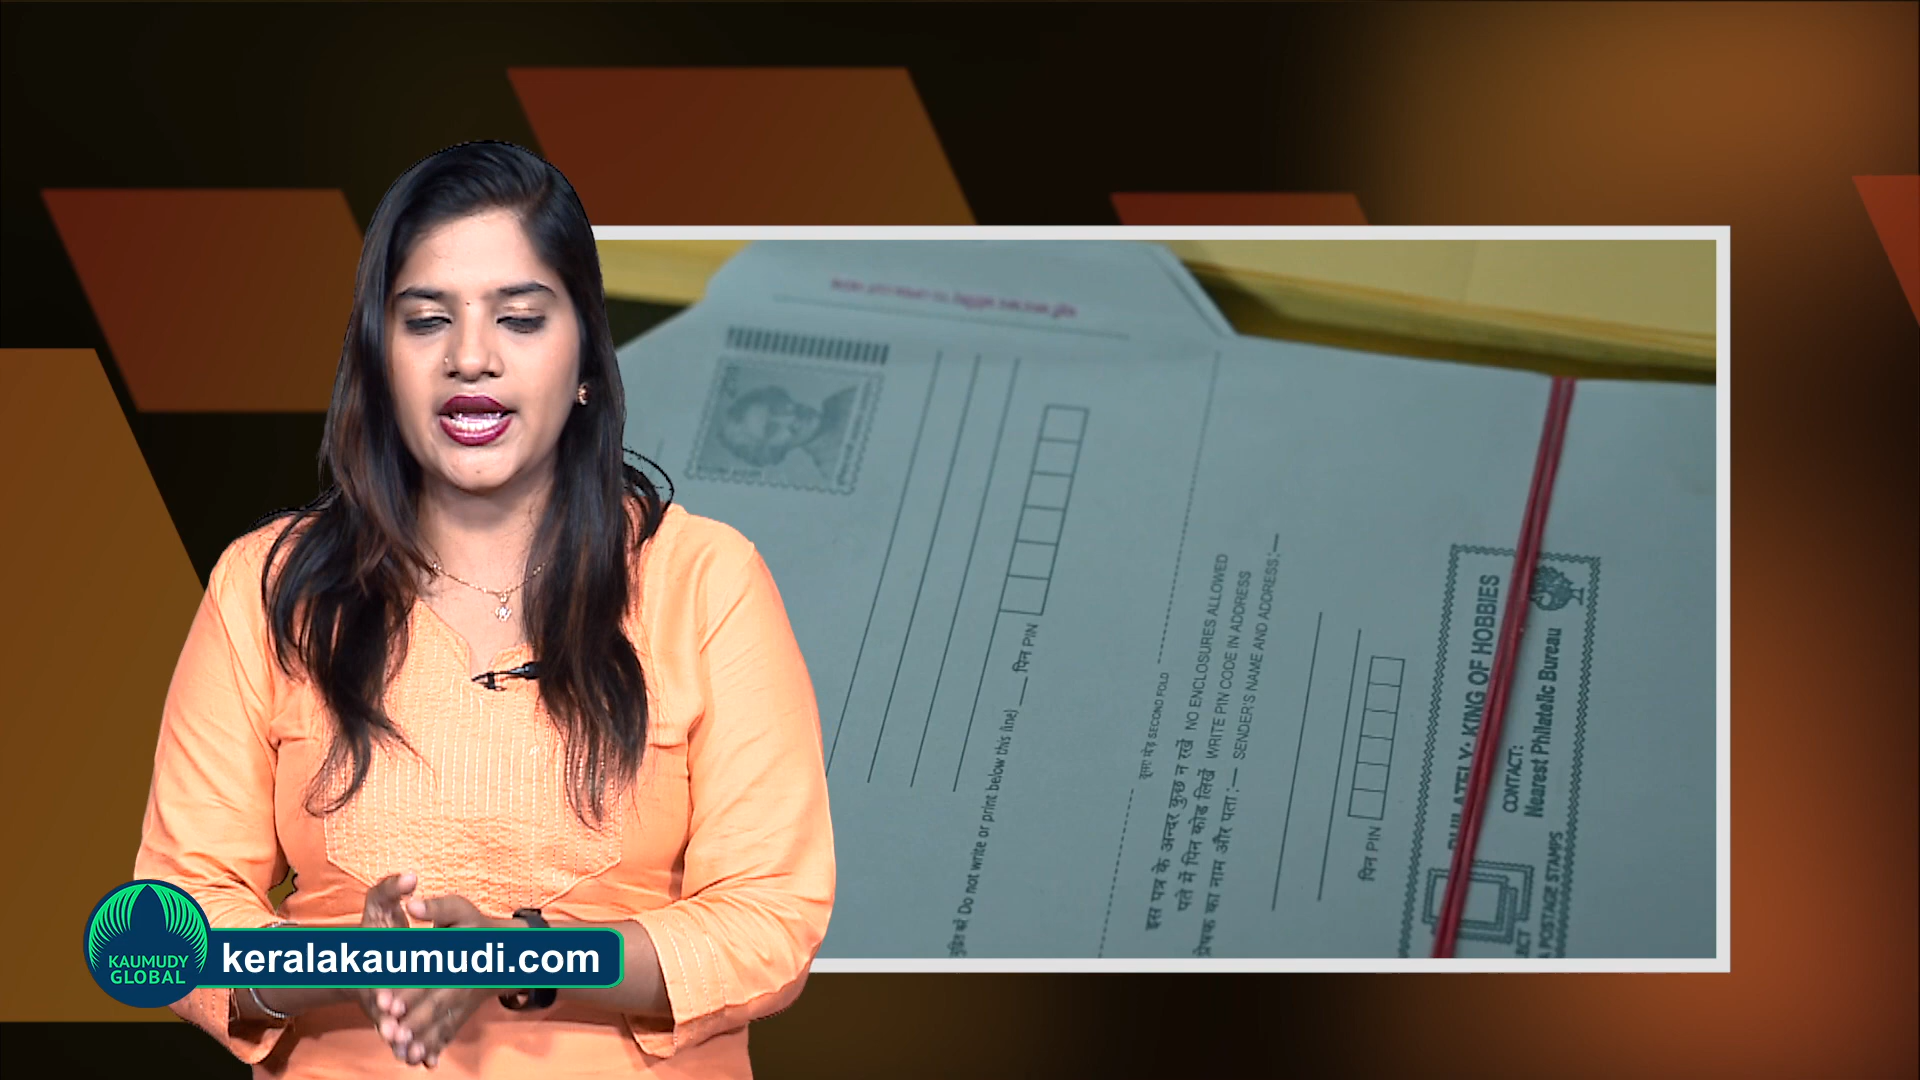 KAUMUDY
GLOBAL
keralakaumudi.com
पिन PIN
Do not write or print below this line)
दूसरा मोड़ SECOND FOLD
इस पत्र के अन्दर कुछ न रखें NO ENCLOSURES ALLOWED
पते में पिन कोड लिखें WRITE PIN CODE IN ADDRESS
प्रेषक का नाम और पता :— SENDER'S NAME AND ADDRESS:—
पिन PIN
PHILATELY: KING OF HOBBIES
CONTACT:
Nearest Philatelic Bureau
POSTAGE STAMPS